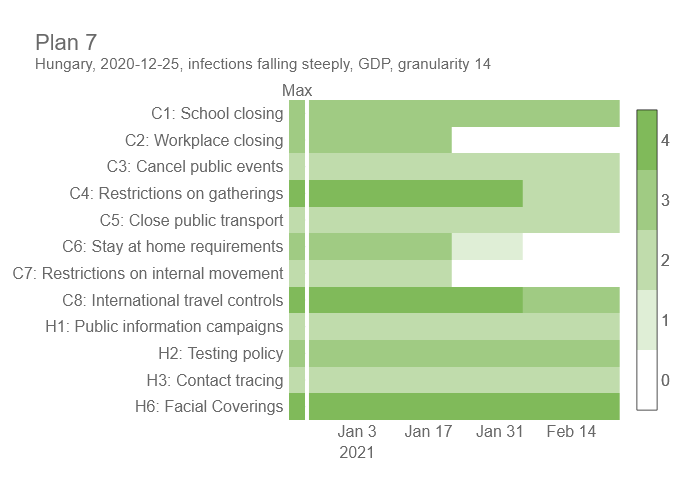 Plan 7
Hungary, 2020-12-25, infections falling steeply, GDP, granularity 14
Max
C1: School closing
C2: Workplace closing
C3: Cancel public events
C4: Restrictions on gatherings
C5: Close public transport
C6: Stay at home requirements
C7: Restrictions on internal movement
C8: International travel controls
H1: Public information campaigns
H2: Testing policy
H3: Contact tracing
H6: Facial Coverings
Jan 3 Jan 17 Jan 31 Feb 14
2021
4
3
2
1
0